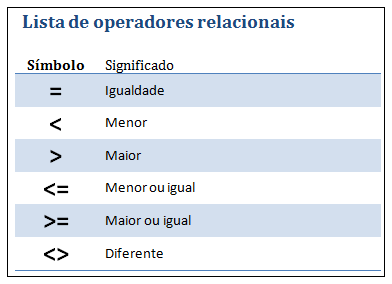 Lista de operadores relacionais
Símbolo Significado
= Igualdade
< Menor
> Maior
<= Menor ou igual
>= Maior ou igual
<> Diferente